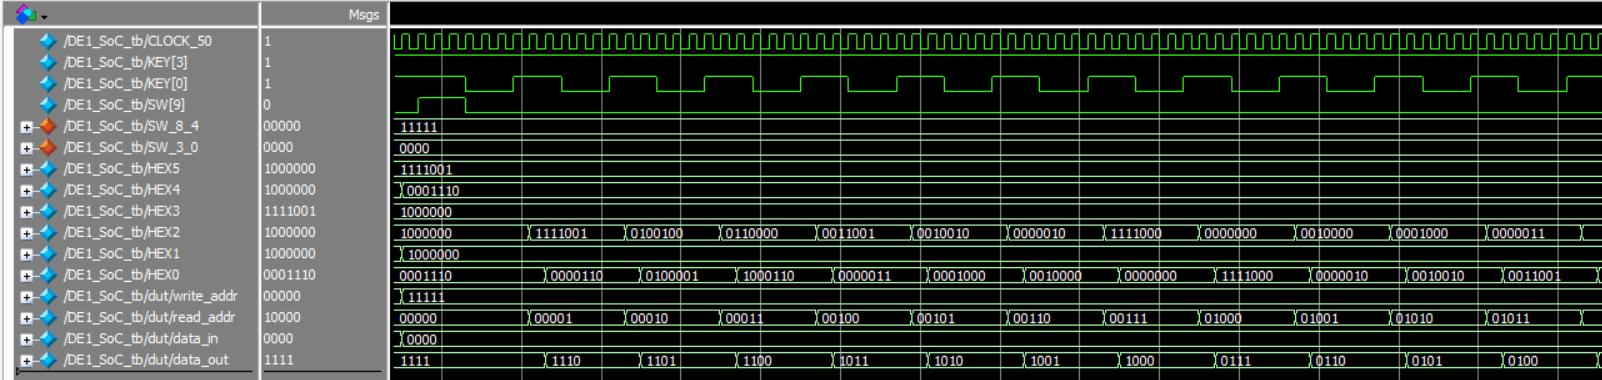 Msgs
/DE1_SoC_tb/CLOCK_50 1
/DE1_SoC_tb/KEY[3] 1
/DE1_SoC_tb/KEY[0] 1
/DE1_SoC_tb/SW[9] 0
/DE1_SoC_tb/SW_8_4 00000 11111
/DE1_SoC_tb/SW_3_0 0000 0000
/DE1_SoC_tb/HEX5 1000000 1111001
/DE1_SoC_tb/HEX4 1000000 0001110
/DE1_SoC_tb/HEX3 1111001 1000000
/DE1_SoC_tb/HEX2 1000000 1000000 1111001 0100100 0110000 0011001 0010010 0000010 1111000 0000000 0010000 0001000 0000011
/DE1_SoC_tb/HEX1 1000000 1000000
/DE1_SoC_tb/HEX0 0001110 0001110 0000110 0100001 1000110 0000011 0001000 0010000 0000000 1111000 0000010 0010010 0011001
/DE1_SoC_tb/dut/write_addr 00000 11111
/DE1_SoC_tb/dut/read_addr 10000 00000 00001 00010 00011 00100 00101 00110 00111 01000 01001 01010 01011
/DE1_SoC_tb/dut/data_in 0000 0000
/DE1_SoC_tb/dut/data_out 1111 1111 1110 1101 1100 1011 1010 1001 1000 0111 0110 0101 0100